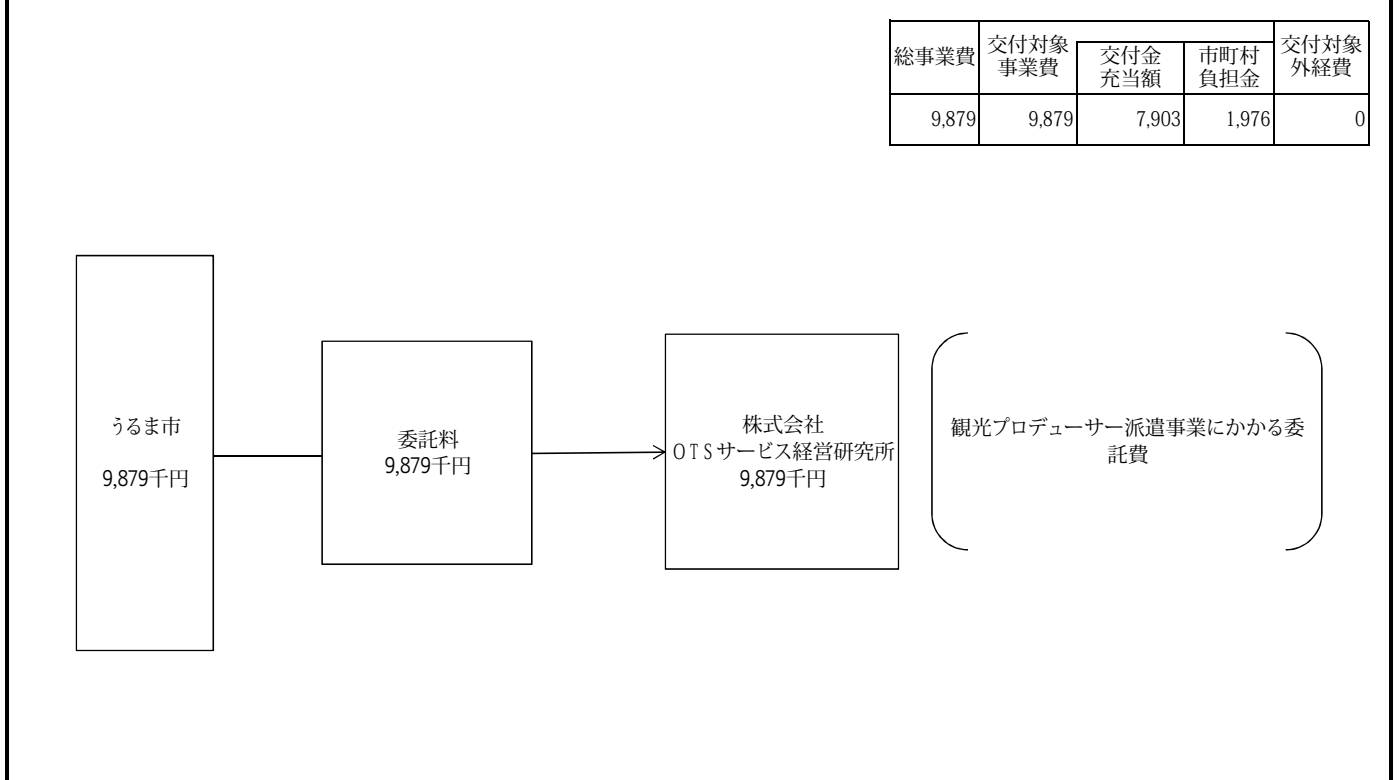 総事業費
交付対象
事業費
交付金
充当額
市町村
負担金
交付対象
外経費
9,879
9,879
7,903
1,976
0
うるま市
9,879千円
委託料
9,879千円
株式会社
OTSサービス経営研究所
9,879千円
観光プロデューサー派遣事業にかかる委
託費